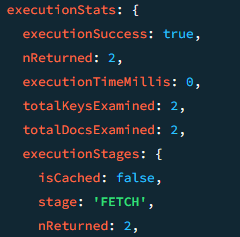 executionStats: {
executionSuccess: true,
nReturned: 2,
executionTimeMillis: 0,
totalKeysExamined: 2,
totalDocsExamined: 2,
executionStages: {
isCached: false,
stage: 'FETCH',
nReturned: 2,